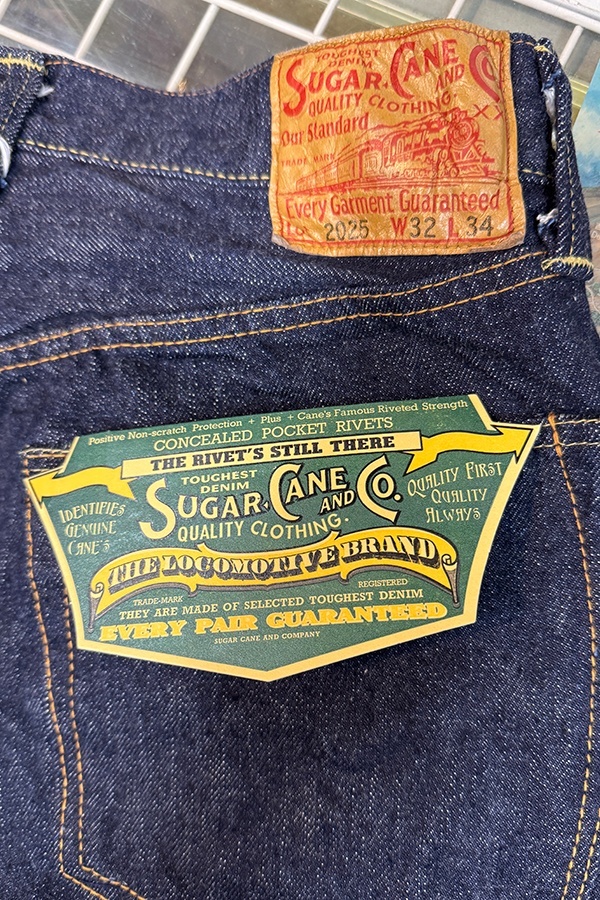 TOUGHEST
DENIM
SUGAR CANE
AND Co
QUALITY CLOTHING.
XX
Our Standard
TRADE MARK
Every Garment Guaranteed
Lot 2025 W32 L34
Positive Non-scratch Protection + Plus + Cane's Famous Riveted Strength
CONCEALED POCKET RIVETS
THE RIVET'S STILL THERE
TOUGHEST
DENIM
SUGAR CANE
AND Co.
QUALITY CLOTHING.
IDENTIFIES
GENUINE
CANE'S
QUALITY FIRST
QUALITY
ALWAYS
THE LOCOMOTIVE BRAND
TRADE-MARK REGISTERED
THEY ARE MADE OF SELECTED TOUGHEST DENIM
EVERY PAIR GUARANTEED
SUGAR CANE AND COMPANY